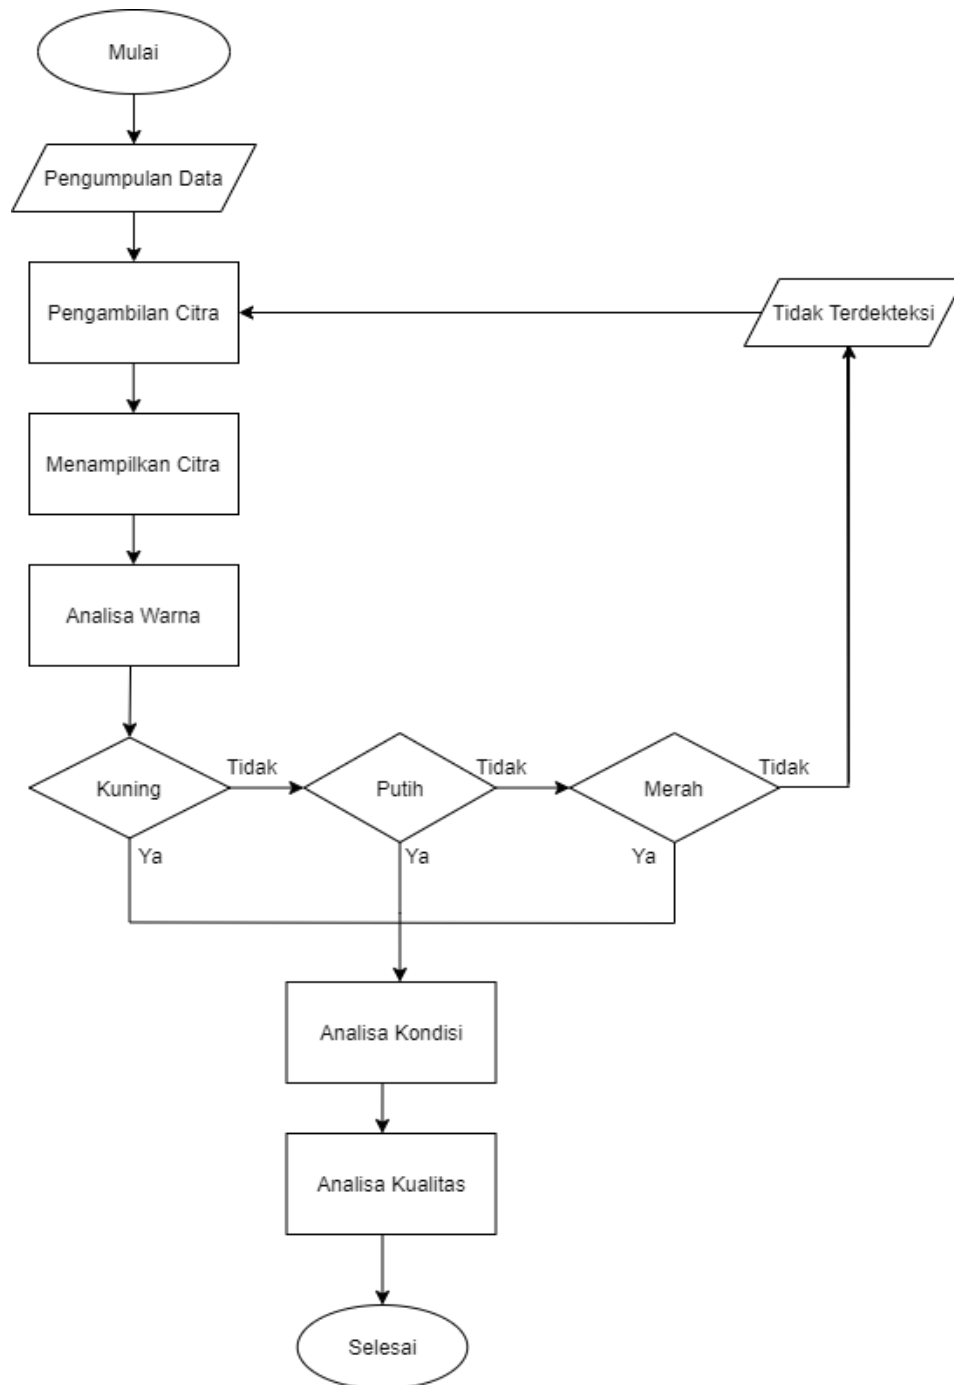 Mulai
Pengumpulan Data
Pengambilan Citra
Tidak Terdekteksi
Menampilkan Citra
Analisa Warna
Kuning
Tidak
Putih
Tidak
Merah
Tidak
Ya
Ya
Ya
Analisa Kondisi
Analisa Kualitas
Selesai